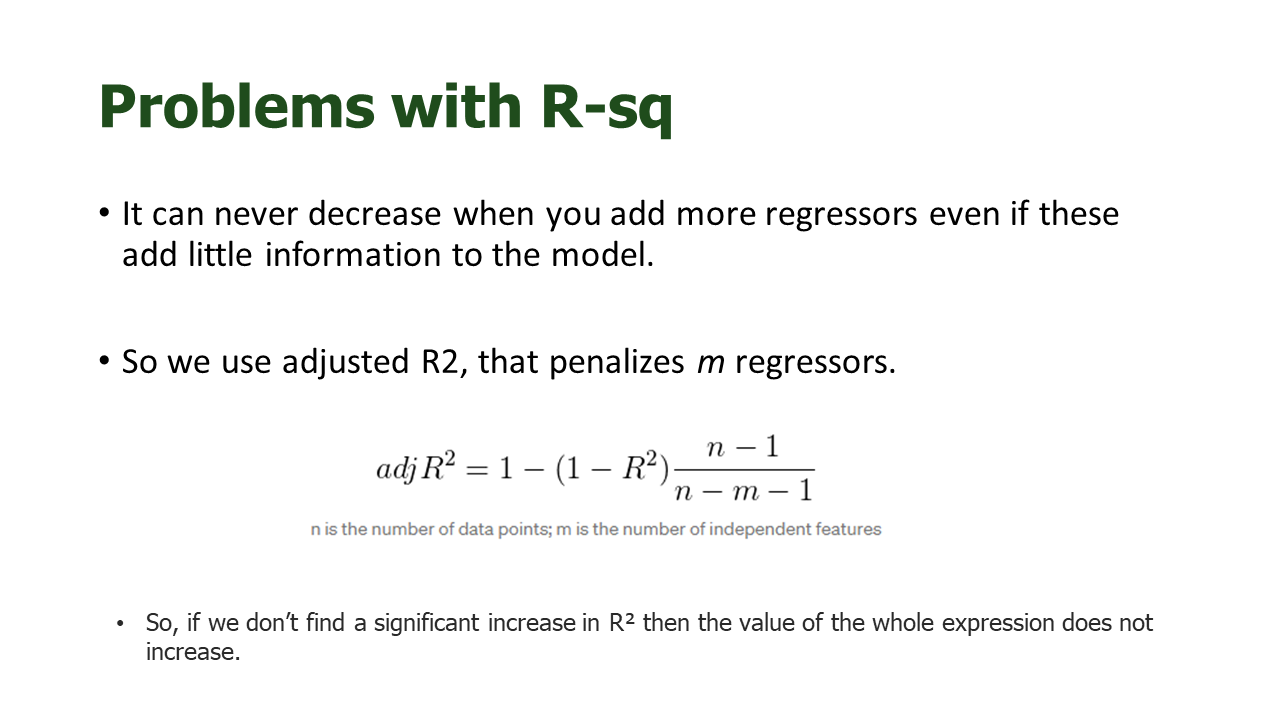 Problems with R-sq
• It can never decrease when you add more regressors even if these
add little information to the model.
• So we use adjusted R2, that penalizes m regressors.
adj R² = 1 − (1 − R²) (n − 1)/(n − m − 1)
n is the number of data points; m is the number of independent features
• So, if we don’t find a significant increase in R² then the value of the whole expression does not
increase.